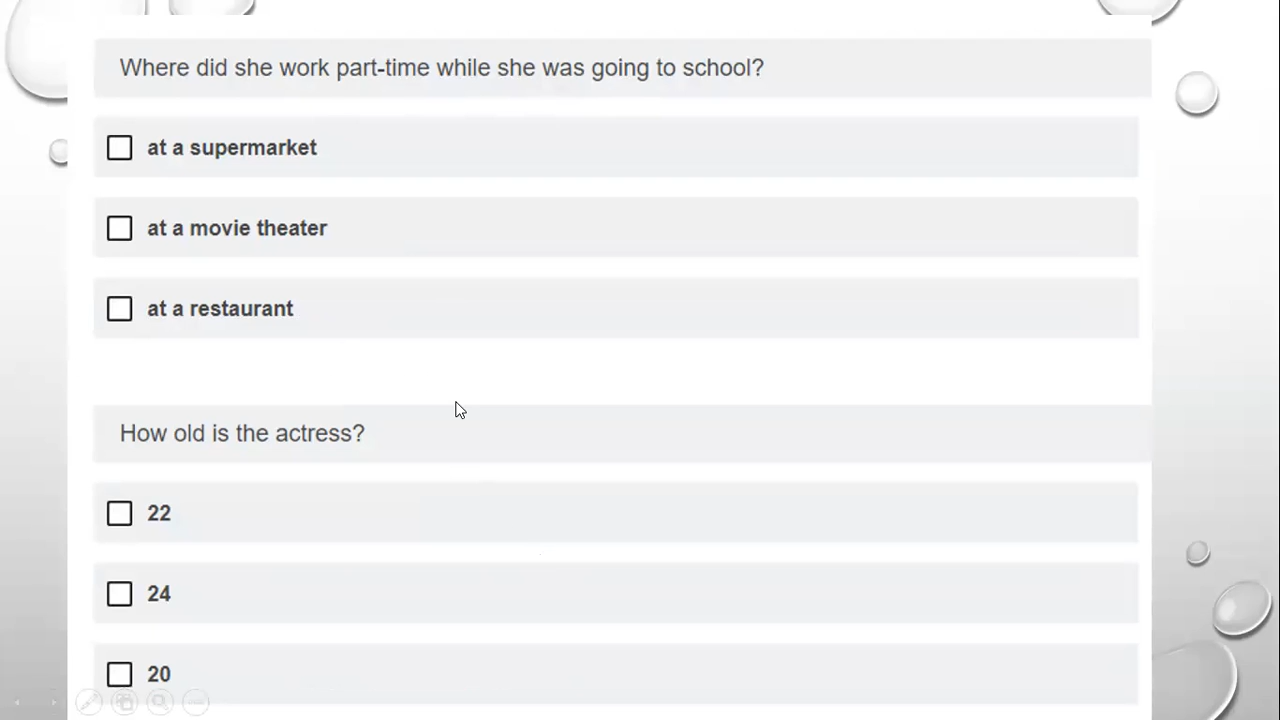 Where did she work part-time while she was going to school?
at a supermarket
at a movie theater
at a restaurant
How old is the actress?
22
24
20